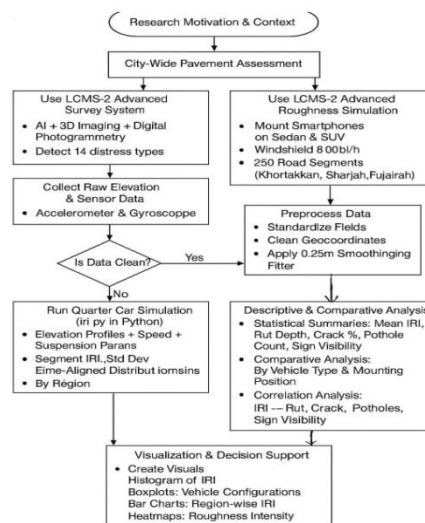 Research Motivation & Context
City-Wide Pavement Assessment
Use LCMS-2 Advanced
Survey System
• AI + 3D Imaging + Digital
Photogrammetry
• Detect 14 distress types
Collect Raw Elevation
& Sensor Data
• Accelerometer & Gyroscoppe
Is Data Clean?
Yes
No
Run Quarter Car Simulation
(iri py in Python)
• Elevation Profiles + Speed +
Suspension Parans
• Segment IRI., Std Dev
Eime-Aligned Distribut iomsins
• By Région
Use LCMS-2 Advanced
Roughness Simulation
• Mount Smartphones
on Sedan & SUV
• Windshield 8 00bl/h
• 250 Road Segments
(Khortakkan, Sharjah, Fujairah)
Preprocess Data
• Standardize Fields
• Clean Geocordinates
• Apply 0.25m Smoothinging
Fitter
Descriptive & Comparative Analysis
• Statistical Summaries: Mean IRI,
Rut Depth, Crack %, Pothole
Count, Sign Visibility
• Comparative Analysis:
By Vehicle Type & Mounting
Position
• Correlation Analysis:
IRI -– Rut, Crack, Potholes,
Sign Visibility
Visualization & Decision Support
• Create Visuals
Histogram of IRI
Boxplots: Vehicle Configurations
Bar Charts: Region-wise IRI
Heatmaps: Roughness Intensity